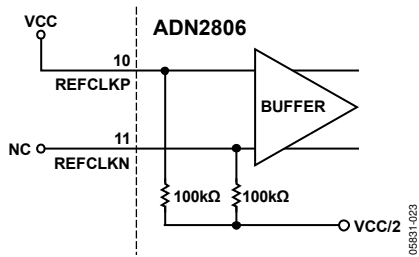 VCC
ADN2806
10
REFCLKP
BUFFER
11
NC
REFCLKN
100kΩ
100kΩ
VCC/2
05831-023